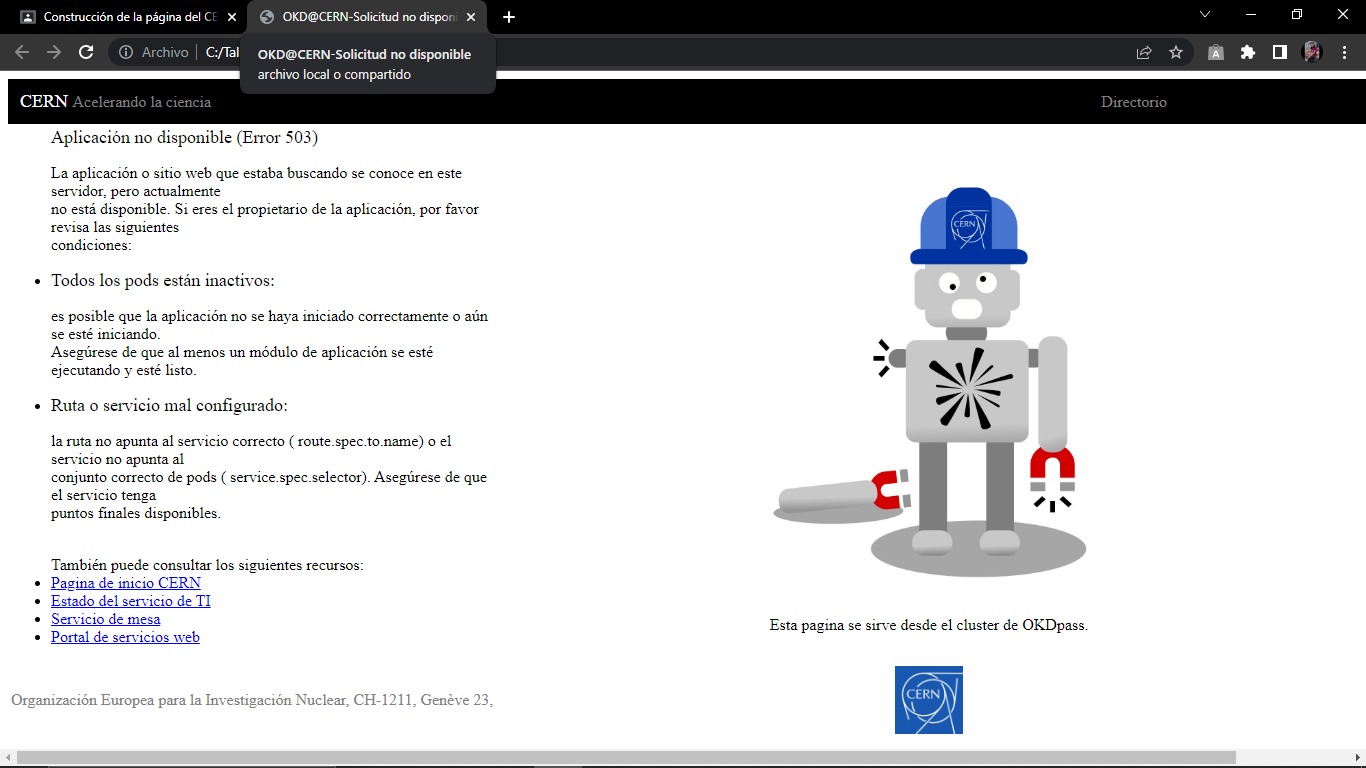 Construcción de la página del CE
OKD@CERN-Solicitud no disponi
Archivo
C:/Tal
OKD@CERN-Solicitud no disponible
archivo local o compartido
A
CERN Acelerando la ciencia
Directorio
Aplicación no disponible (Error 503)
La aplicación o sitio web que estaba buscando se conoce en este
servidor, pero actualmente
no está disponible. Si eres el propietario de la aplicación, por favor
revisa las siguientes
condiciones:
Todos los pods están inactivos:
es posible que la aplicación no se haya iniciado correctamente o aún
se esté iniciando.
Asegúrese de que al menos un módulo de aplicación se esté
ejecutando y esté listo.
Ruta o servicio mal configurado:
la ruta no apunta al servicio correcto ( route.spec.to.name) o el
servicio no apunta al
conjunto correcto de pods ( service.spec.selector). Asegúrese de que
el servicio tenga
puntos finales disponibles.
También puede consultar los siguientes recursos:
Pagina de inicio CERN
Estado del servicio de TI
Servicio de mesa
Portal de servicios web
CERN
Esta pagina se sirve desde el cluster de OKDpass.
Organización Europea para la Investigación Nuclear, CH-1211, Genève 23,
CERN